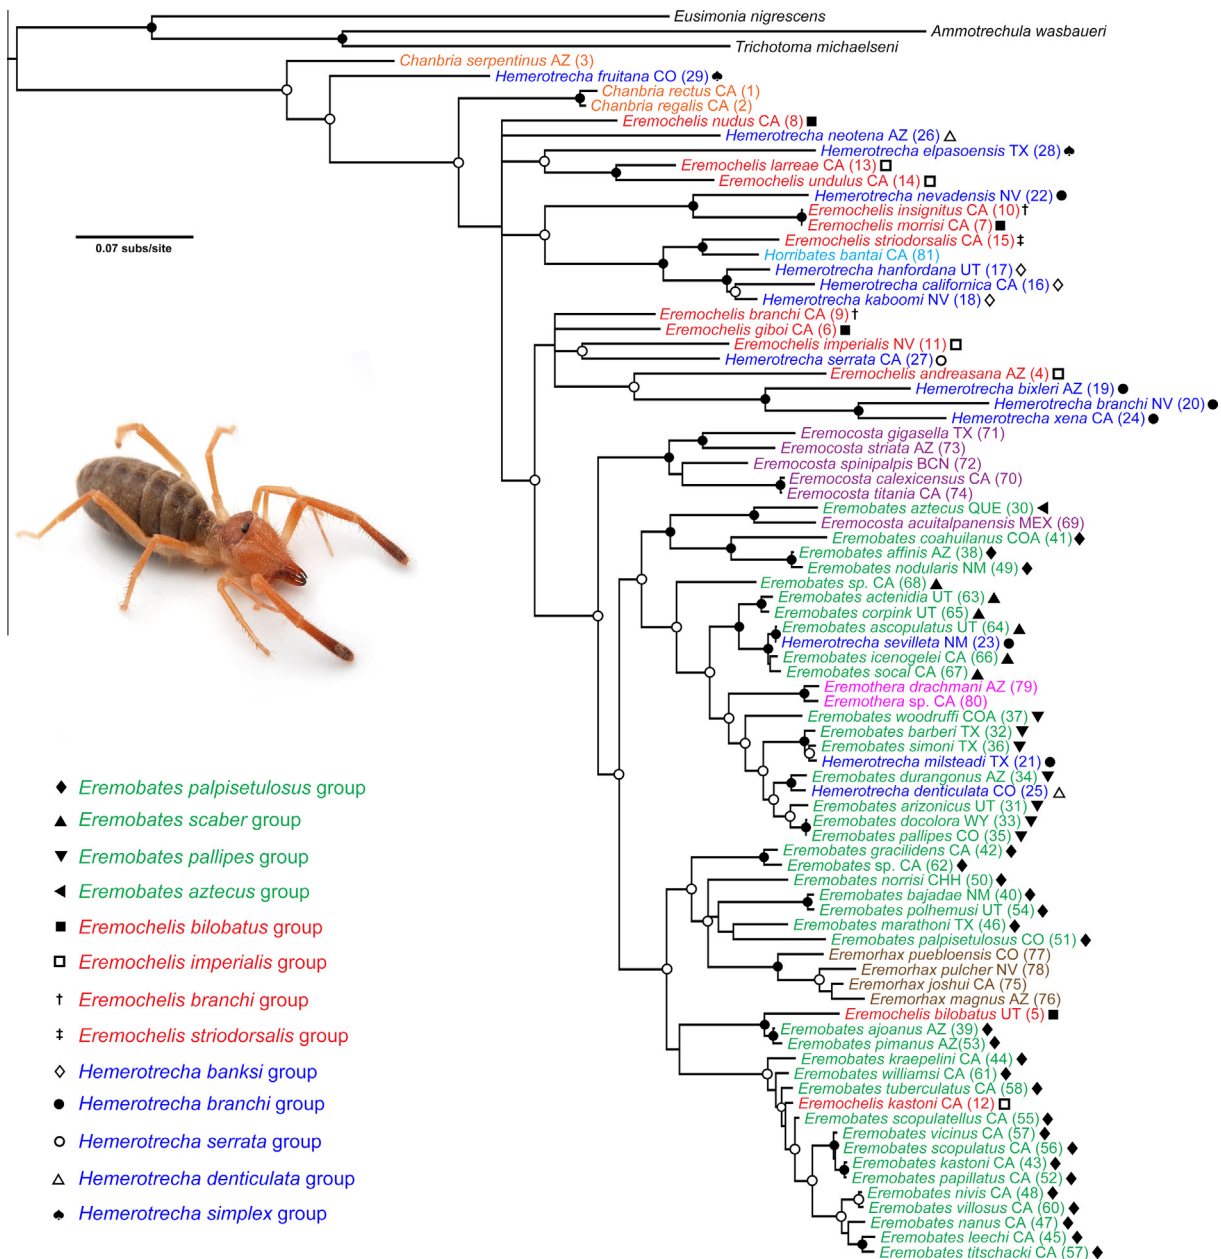 Eusimonia nigrescens
Ammotrechula wasbaueri
Trichotoma michaelseni
Chanbria serpentinus AZ (3)
Hemerotrecha fruitana CO (29) ♠
Chanbria rectus CA (1)
Chanbria regalis CA (2)
Eremochelis nudus CA (8) ■
Hemerotrecha neotena AZ (26) △
Hemerotrecha elpasoensis TX (28) ♠
Eremochelis larreae CA (13) □
Eremochelis undulus CA (14) □
Hemerotrecha nevadensis NV (22) ●
Eremochelis insignitus CA (10) †
Eremochelis morrisi CA (7) ■
Eremochelis striodorsalis CA (15) ‡
Horribates bantai CA (81)
Hemerotrecha hanfordana UT (17) ◇
Hemerotrecha californica CA (16) ◇
Hemerotrecha kaboomi NV (18) ◇
0.07 subs/site
Eremochelis branchi CA (9) †
Eremochelis giboi CA (6) ■
Eremochelis imperialis NV (11) □
Hemerotrecha serrata CA (27) ○
Eremochelis andreasana AZ (4) □
Hemerotrecha bixleri AZ (19) ●
Hemerotrecha branchi NV (20) ●
Hemerotrecha xena CA (24) ●
Eremocosta gigasella TX (71)
Eremocosta striata AZ (73)
Eremocosta spinipalpis BCN (72)
Eremocosta calexicensus CA (70)
Eremocosta titania CA (74)
Eremobates aztecus QUE (30) ◀
Eremocosta acuitalpanensis MEX (69)
Eremobates coahuilanus COA (41) ◆
Eremobates affinis AZ (38) ◆
Eremobates nodularis NM (49) ◆
Eremobates sp. CA (68) ▲
Eremobates actenidia UT (63) ▲
Eremobates corpink UT (65) ▲
Eremobates ascopulatus UT (64) ▲
Hemerotrecha sevilleta NM (23) ●
Eremobates icenogelei CA (66) ▲
Eremobates socal CA (67) ▲
Eremothera drachmani AZ (79)
Eremothera sp. CA (80)
Eremobates woodruffi COA (37) ▼
Eremobates barberi TX (32) ▼
Eremobates simoni TX (36) ▼
Hemerotrecha milsteadi TX (21) ●
Eremobates durangonus AZ (34) ▼
Hemerotrecha denticulata CO (25) △
Eremobates arizonicus UT (31) ▼
Eremobates docolora WY (33) ▼
Eremobates pallipes CO (35) ▼
Eremobates gracilidens CA (42) ◆
Eremobates sp. CA (62) ◆
Eremobates norrisi CHH (50) ◆
Eremobates bajadae NM (40) ◆
Eremobates polhemusi UT (54) ◆
Eremobates marathoni TX (46) ◆
Eremobates palpisetulosus CO (51) ◆
Eremorhax puebloensis CO (77)
Eremorhax pulcher NV (78)
Eremorhax joshui CA (75)
Eremorhax magnus AZ (76)
Eremochelis bilobatus UT (5) ■
Eremobates ajoanus AZ (39) ◆
Eremobates pimanus AZ(53) ◆
Eremobates kraepelini CA (44) ◆
Eremobates williamsi CA (61) ◆
Eremobates tuberculatus CA (58) ◆
Eremochelis kastoni CA (12) □
Eremobates scopulatellus CA (55) ◆
Eremobates vicinus CA (57) ◆
Eremobates scopulatus CA (56) ◆
Eremobates kastoni CA (43) ◆
Eremobates papillatus CA (52) ◆
Eremobates nivis CA (48) ◆
Eremobates villosus CA (60) ◆
Eremobates nanus CA (47) ◆
Eremobates leechi CA (45) ◆
Eremobates titschacki CA (57) ◆
◆ Eremobates palpisetulosus group
▲ Eremobates scaber group
▼ Eremobates pallipes group
◀ Eremobates aztecus group
■ Eremochelis bilobatus group
□ Eremochelis imperialis group
† Eremochelis branchi group
‡ Eremochelis striodorsalis group
◇ Hemerotrecha banksi group
● Hemerotrecha branchi group
○ Hemerotrecha serrata group
△ Hemerotrecha denticulata group
♠ Hemerotrecha simplex group